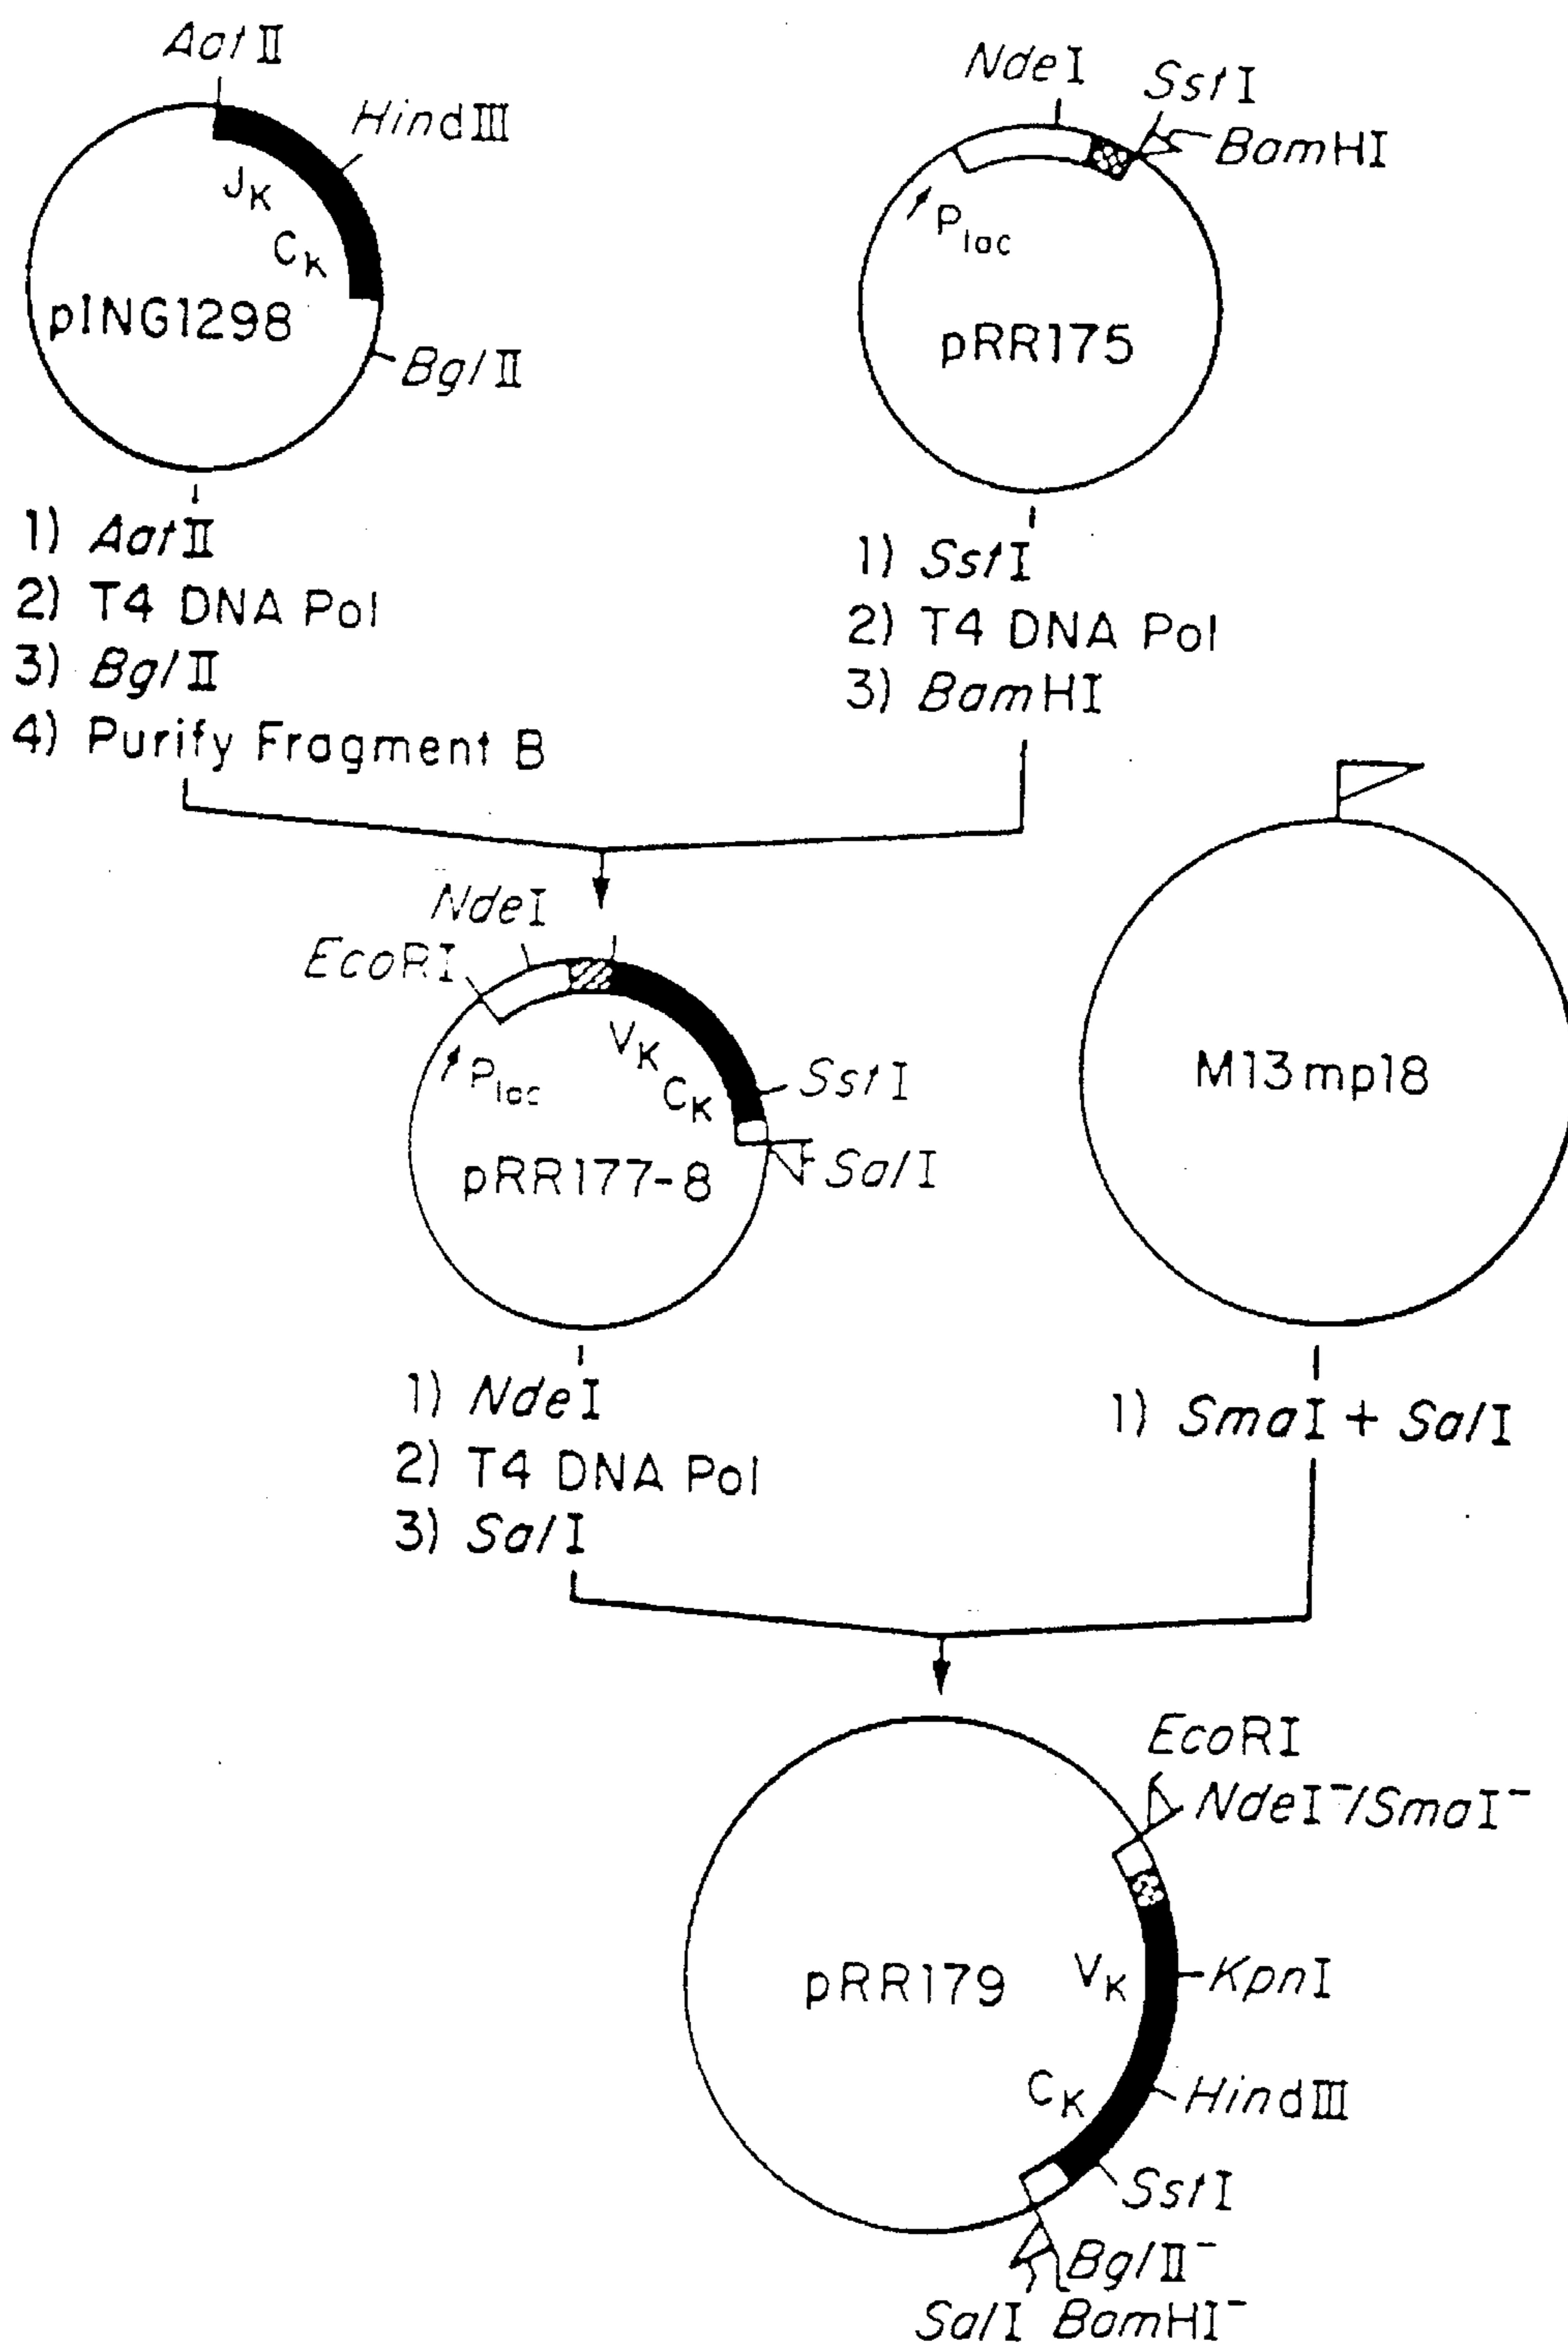 AatII
HindIII
JK
CK
pING1298
BglII
1) AatII
2) T4 DNA Pol
3) BglII
4) Purify Fragment B
NdeI
SstI
BamHI
Plac
pRR175
1) SstI
2) T4 DNA Pol
3) BamHI
NdeI
EcoRI
VK
CK
Plac
SstI
SalI
pRR177-8
M13mp18
1) NdeI
2) T4 DNA Pol
3) SalI
1) SmaI + SalI
EcoRI
NdeI⁻/SmaI⁻
pRR179
VK
KpnI
CK
HindIII
SstI
BglII⁻
SalI BamHI⁻